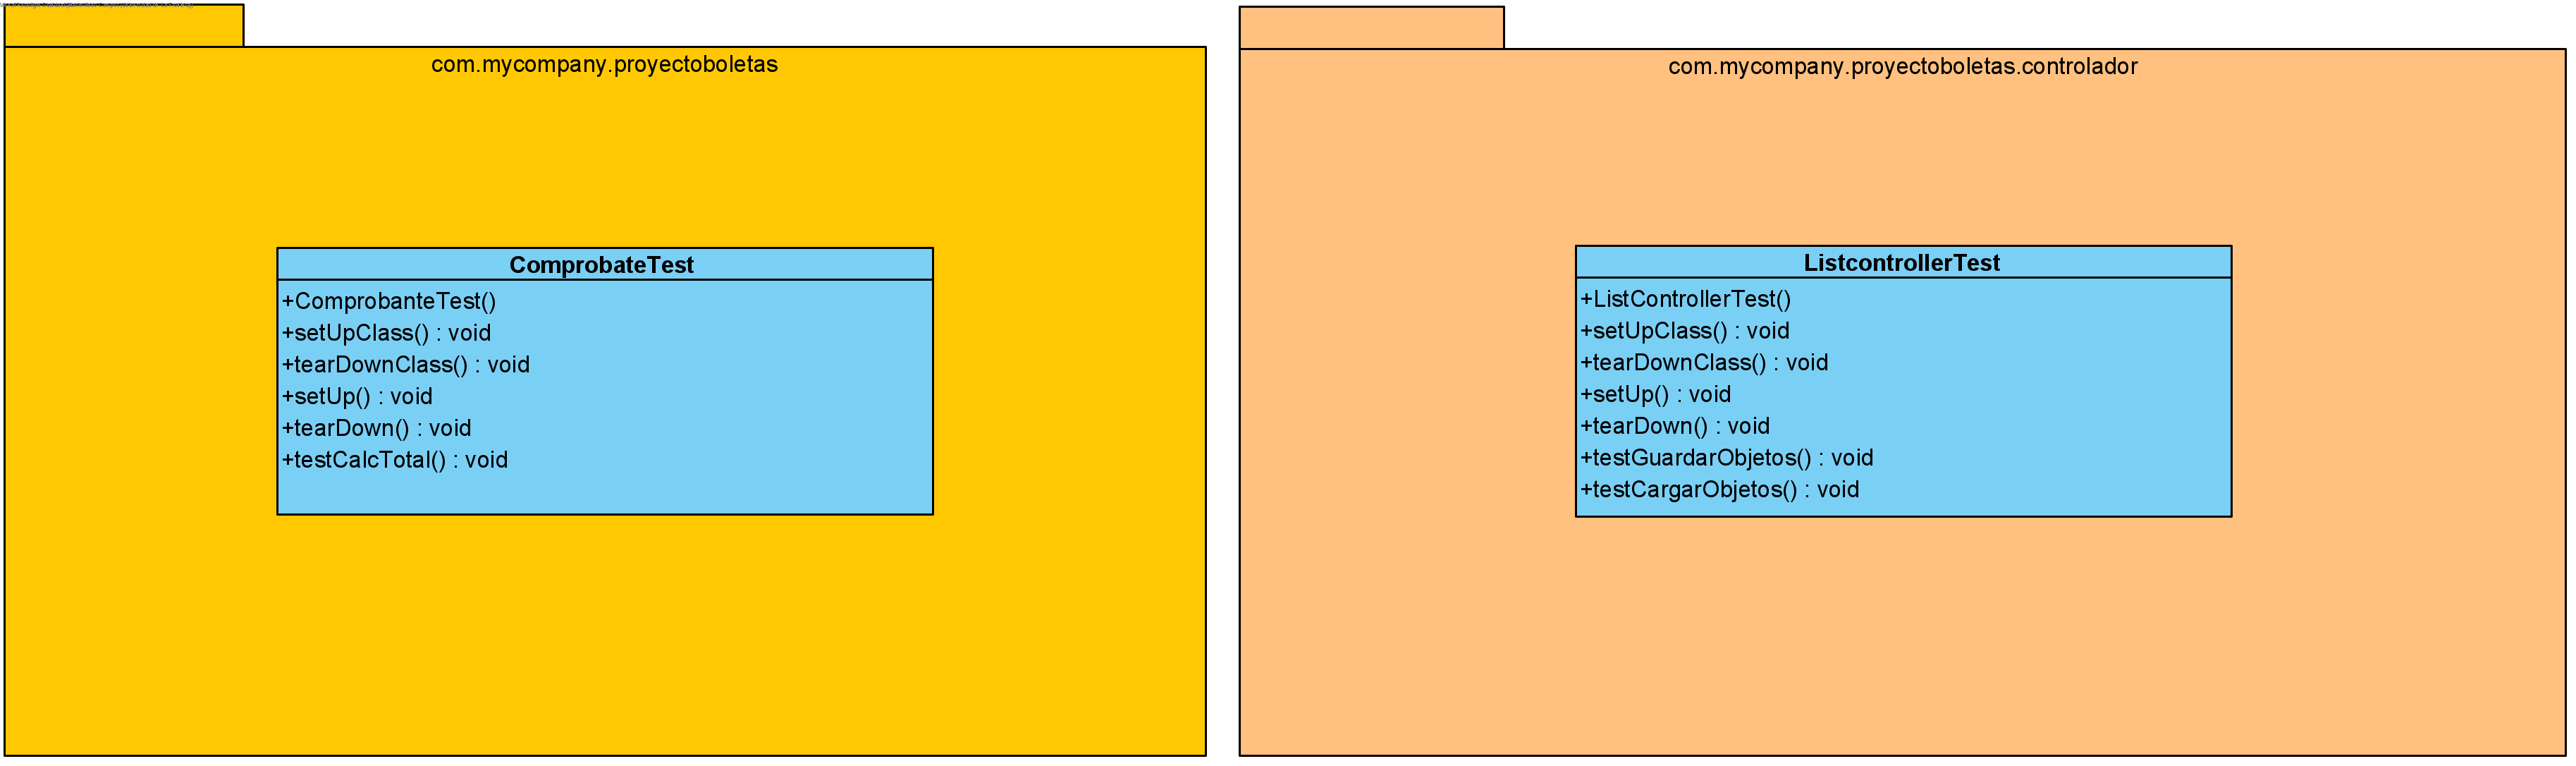 com.mycompany.proyectoboletas
ComprobateTest
+ComprobanteTest()
+setUpClass() : void
+tearDownClass() : void
+setUp() : void
+tearDown() : void
+testCalcTotal() : void
com.mycompany.proyectoboletas.controlador
ListcontrollerTest
+ListControllerTest()
+setUpClass() : void
+tearDownClass() : void
+setUp() : void
+tearDown() : void
+testGuardarObjetos() : void
+testCargarObjetos() : void